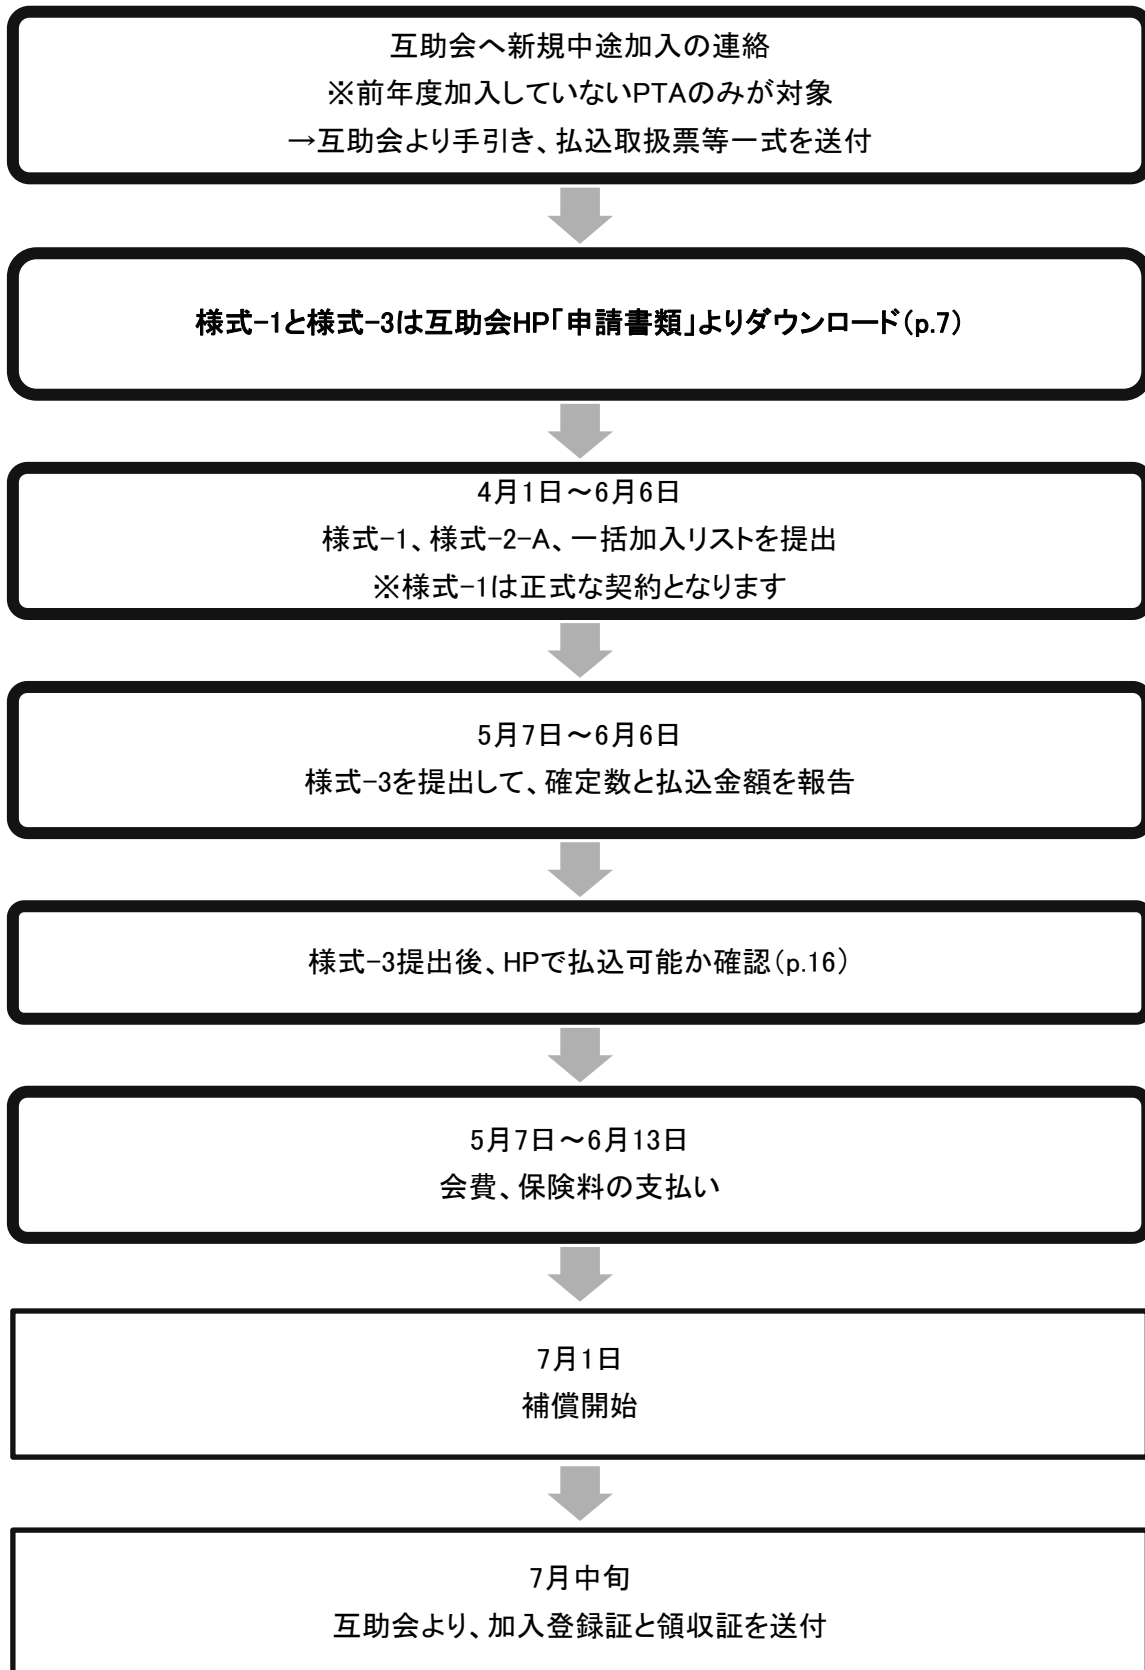 互助会へ新規中途加入の連絡
※前年度加入していないPTAのみが対象
→互助会より手引き、払込取扱票等一式を送付
様式-1と様式-3は互助会HP「申請書類」よりダウンロード(p.7)
4月1日～6月6日
様式-1、様式-2-A、一括加入リストを提出
※様式-1は正式な契約となります
5月7日～6月6日
様式-3を提出して、確定数と払込金額を報告
様式-3提出後、HPで払込可能か確認(p.16)
5月7日～6月13日
会費、保険料の支払い
7月1日
補償開始
7月中旬
互助会より、加入登録証と領収証を送付